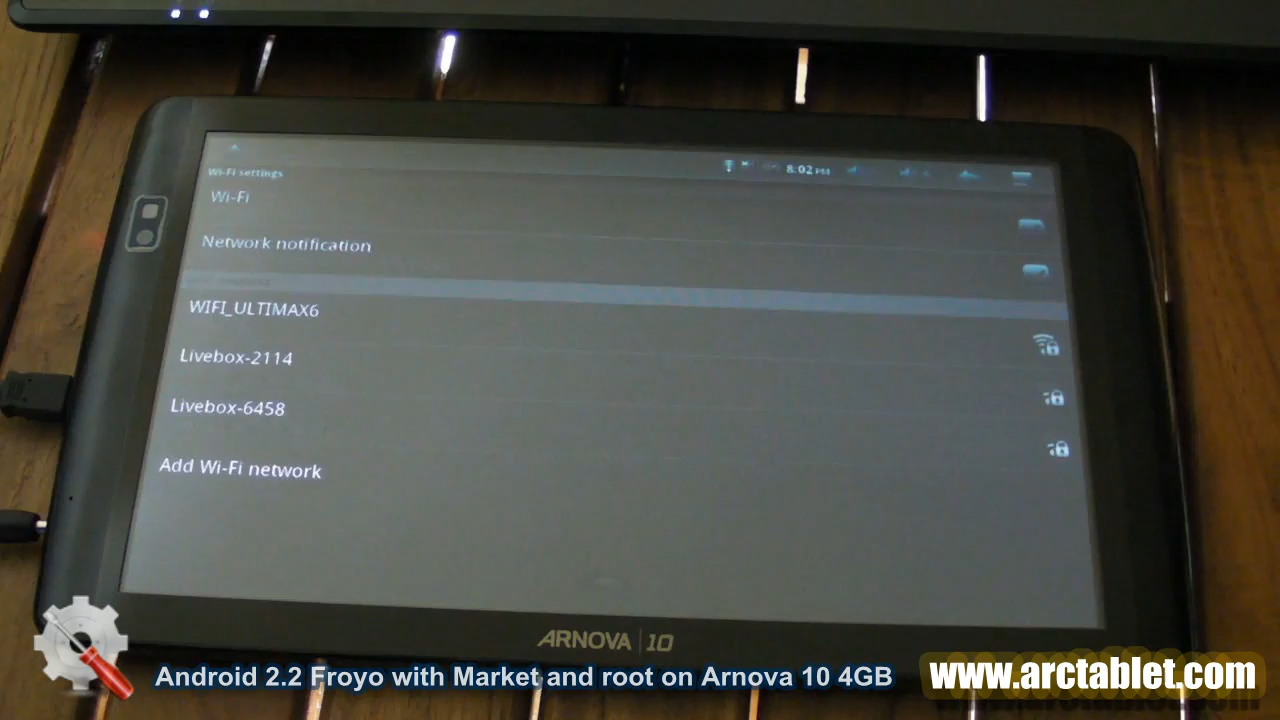 8:02 PM
Wi-Fi settings
Wi-Fi
Network notification
WIFI_ULTIMAX6
Livebox-2114
Livebox-6458
Add Wi-Fi network
ARNOVA 10
Android 2.2 Froyo with Market and root on Arnova 10 4GB
www.arctablet.com